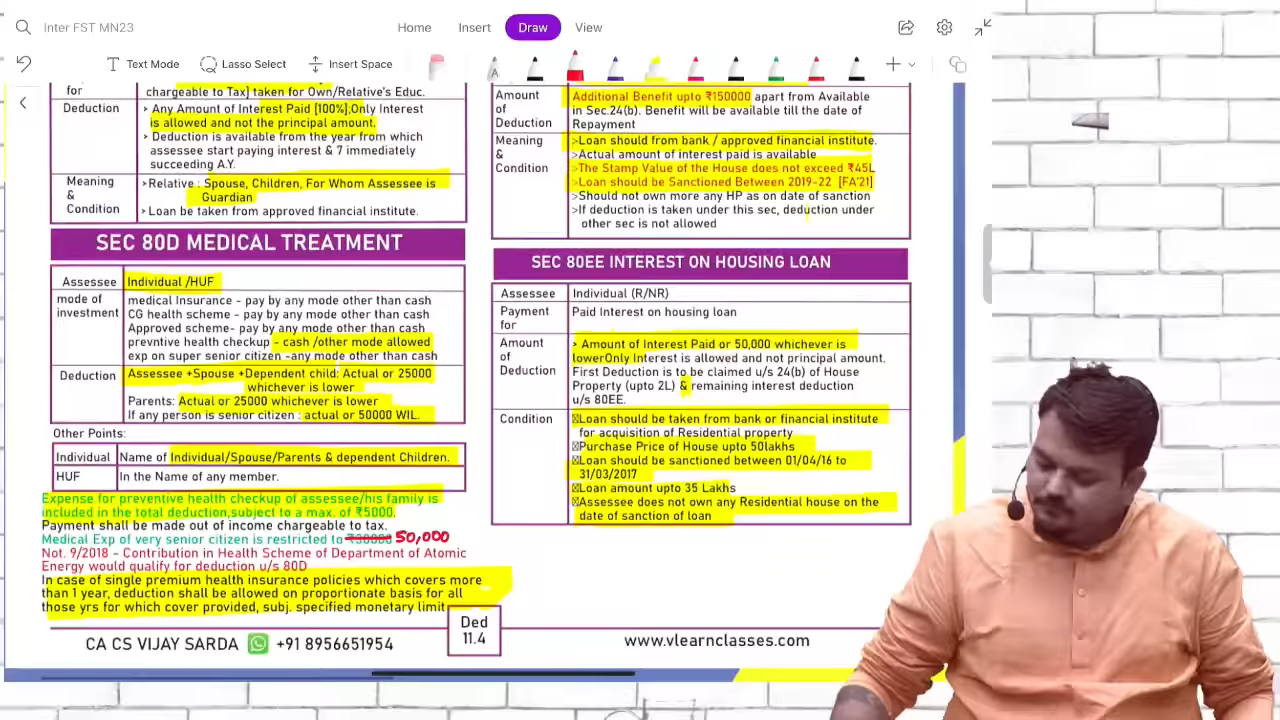 Inter FST MN23
Home Insert Draw View
Text Mode Lasso Select Insert Space
for
chargeable to Tax] taken for Own/Relative's Educ.
Deduction
> Any Amount of Interest Paid [100%].Only Interest
is allowed and not the principal amount.
> Deduction is available from the year from which
assessee start paying interest & 7 immediately
succeeding A.Y.
Meaning
&
Condition
>Relative : Spouse, Children, For Whom Assessee is
Guardian
> Loan be taken from approved financial institute.
SEC 80D MEDICAL TREATMENT
Assessee Individual /HUF
mode of
investment
medical Insurance - pay by any mode other than cash
CG health scheme - pay by any mode other than cash
Approved scheme- pay by any mode other than cash
prevntive health checkup - cash /other mode allowed
exp on super senior citizen -any mode other than cash
Deduction
Assessee +Spouse +Dependent child: Actual or 25000
whichever is lower
Parents: Actual or 25000 whichever is lower
If any person is senior citizen : actual or 50000 WIL.
Other Points:
Individual Name of Individual/Spouse/Parents & dependent Children.
HUF In the Name of any member.
Expense for preventive health checkup of assessee/his family is
included in the total deduction,subject to a max. of ₹5000.
Payment shall be made out of income chargeable to tax.
Medical Exp of very senior citizen is restricted to ₹30000 50,000
Not. 9/2018 - Contribution in Health Scheme of Department of Atomic
Energy would qualify for deduction u/s 80D
In case of single premium health insurance policies which covers more
than 1 year, deduction shall be allowed on proportionate basis for all
those yrs for which cover provided, subj. specified monetary limit
Amount
of
Deduction
Additional Benefit upto ₹150000 apart from Available
in Sec.24(b). Benefit will be available till the date of
Repayment
Meaning
&
Condition
>Loan should from bank / approved financial institute.
>Actual amount of interest paid is available
>The Stamp Value of the House does not exceed ₹45L
>Loan should be Sanctioned Between 2019-22 [FA'21]
>Should not own more any HP as on date of sanction
>If deduction is taken under this sec, deduction under
other sec is not allowed
SEC 80EE INTEREST ON HOUSING LOAN
Assessee Individual (R/NR)
Payment
for
Paid Interest on housing loan
Amount
of
Deduction
> Amount of Interest Paid or 50,000 whichever is
lowerOnly Interest is allowed and not principal amount.
First Deduction is to be claimed u/s 24(b) of House
Property (upto 2L) & remaining interest deduction
u/s 80EE.
Condition
Loan should be taken from bank or financial institute
for acquisition of Residential property
Purchase Price of House upto 50lakhs
Loan should be sanctioned between 01/04/16 to
31/03/2017
Loan amount upto 35 Lakhs
Assessee does not own any Residential house on the
date of sanction of loan
CA CS VIJAY SARDA +91 8956651954
Ded
11.4
www.vlearnclasses.com